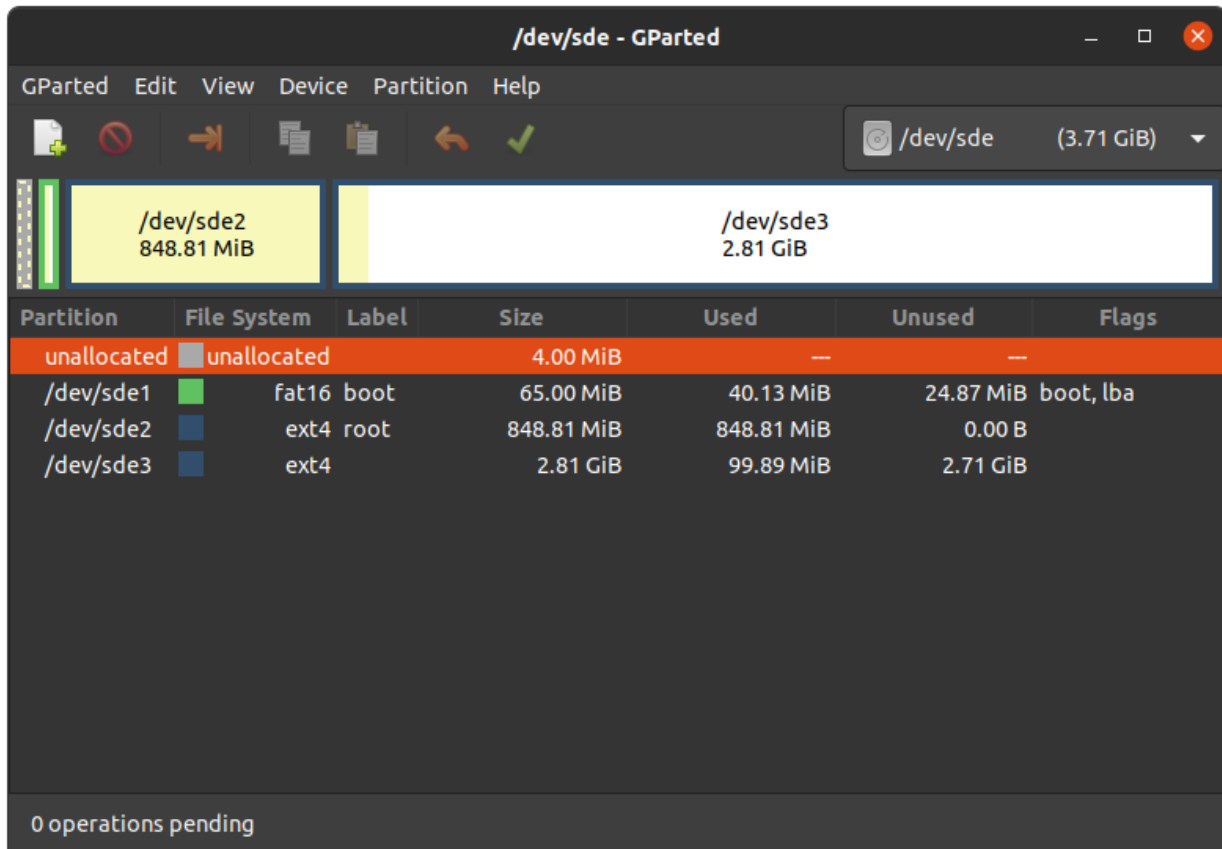 /dev/sde - GParted
GParted Edit View Device Partition Help
/dev/sde (3.71 GiB)
/dev/sde2
848.81 MiB
/dev/sde3
2.81 GiB
Partition File System Label Size Used Unused Flags
unallocated unallocated 4.00 MiB --- ---
/dev/sde1 fat16 boot 65.00 MiB 40.13 MiB 24.87 MiB boot, lba
/dev/sde2 ext4 root 848.81 MiB 848.81 MiB 0.00 B
/dev/sde3 ext4 2.81 GiB 99.89 MiB 2.71 GiB
0 operations pending